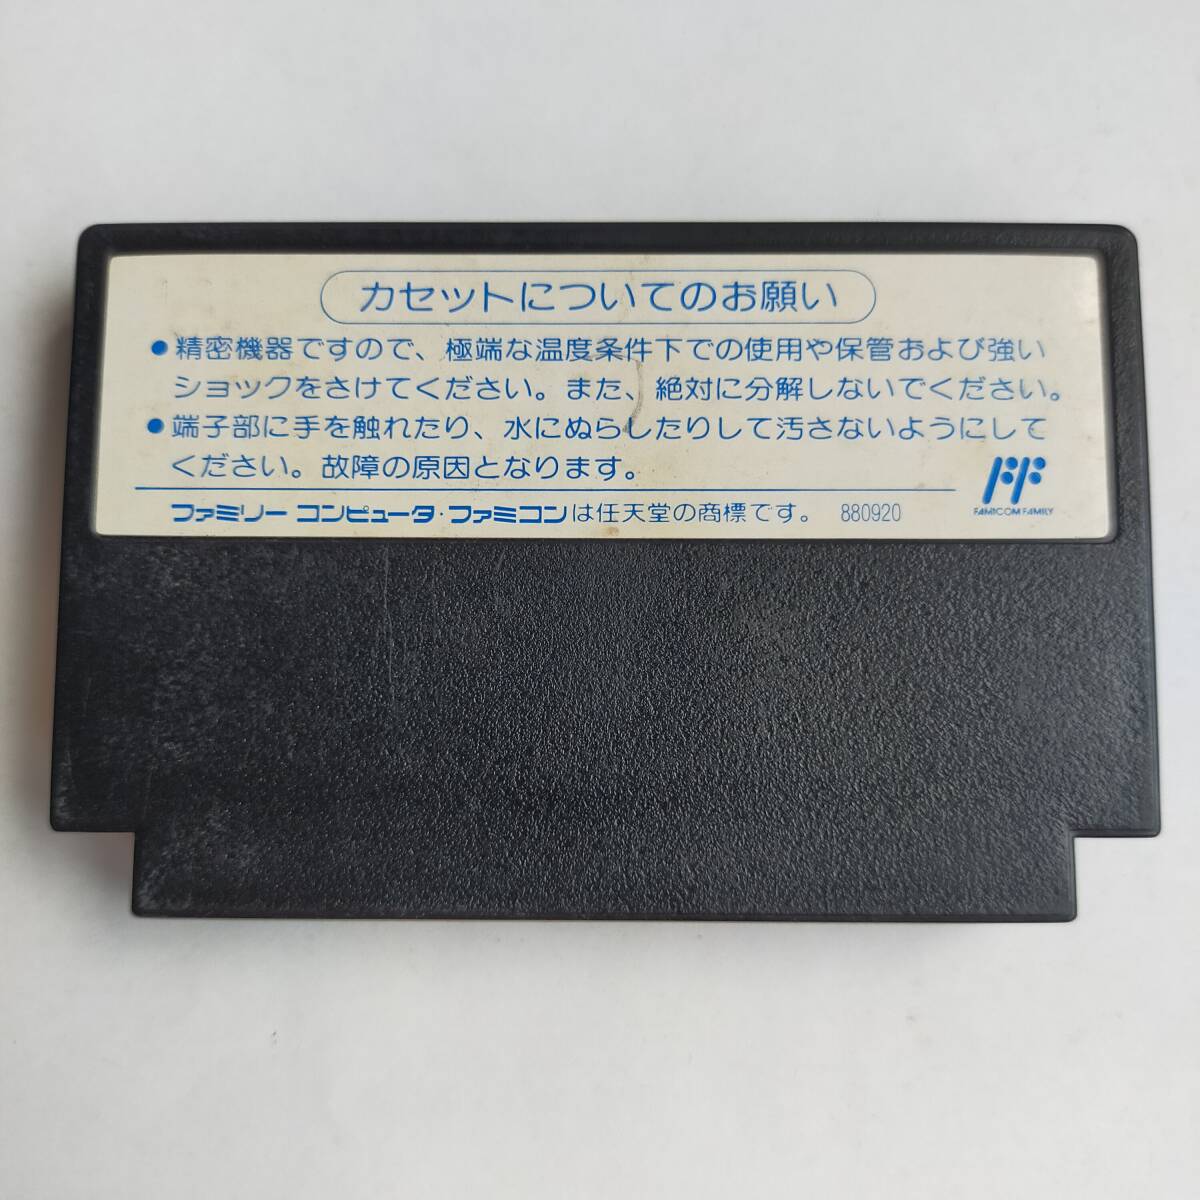 カセットについてのお願い
●精密機器ですので、極端な温度条件下での使用や保管および強い
ショックをさけてください。また、絶対に分解しないでください。
●端子部に手を触れたり、水にぬらしたりして汚さないようにして
ください。故障の原因となります。
ファミリー コンピュータ・ファミコンは任天堂の商標です。 880920
FF
FAMICOM FAMILY